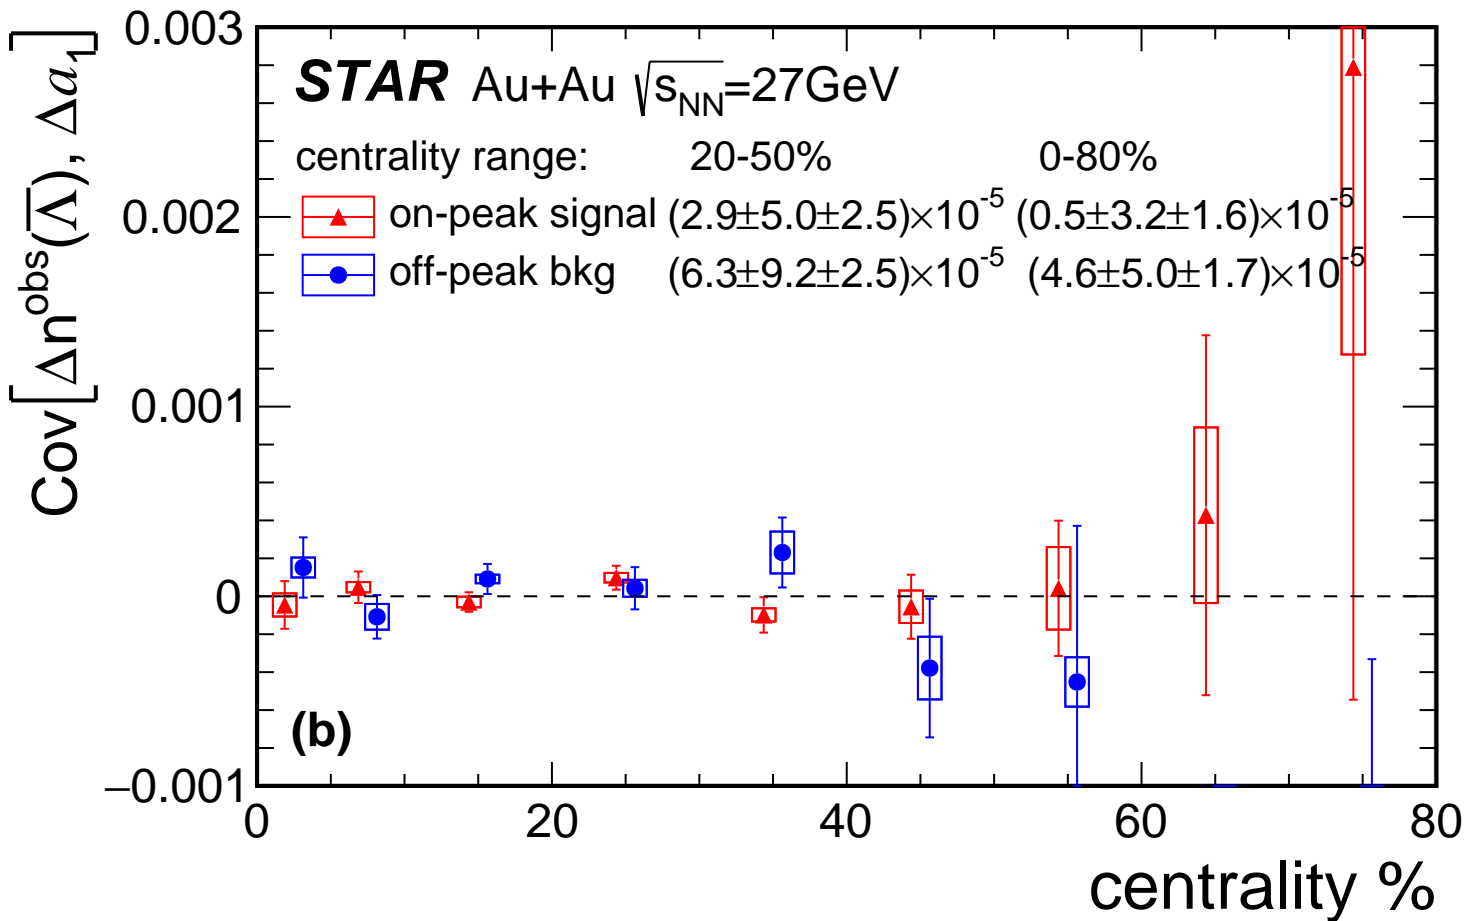 Cov[Δn^obs(Λ̅), Δa₁]
0.003
0.002
0.001
0
−0.001
STAR Au+Au √s_NN=27GeV
centrality range: 20-50% 0-80%
on-peak signal (2.9±5.0±2.5)×10⁻⁵ (0.5±3.2±1.6)×10⁻⁵
off-peak bkg (6.3±9.2±2.5)×10⁻⁵ (4.6±5.0±1.7)×10⁻⁵
(b)
0 20 40 60 80
centrality %